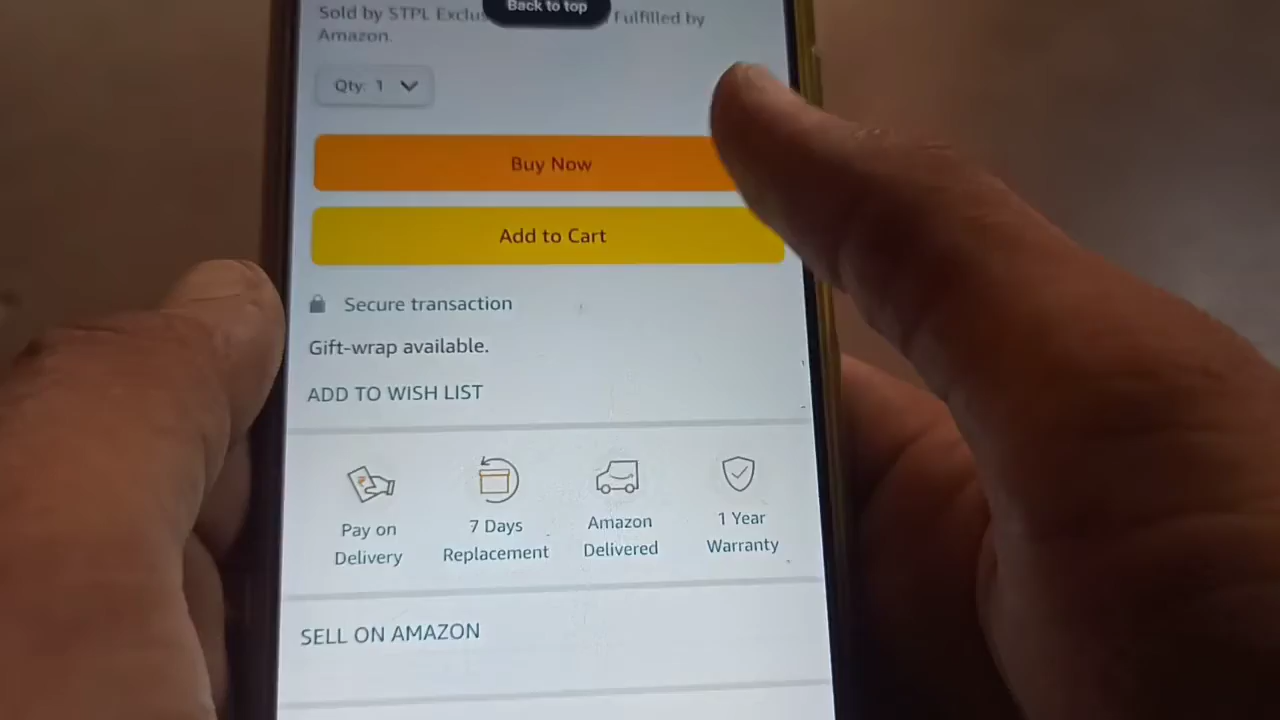 Back to top
Sold by STPL Fulfilled by
Amazon.
Qty: 1
Buy Now
Add to Cart
Secure transaction
Gift-wrap available.
ADD TO WISH LIST
Pay on
Delivery
7 Days
Replacement
Amazon
Delivered
1 Year
Warranty
SELL ON AMAZON